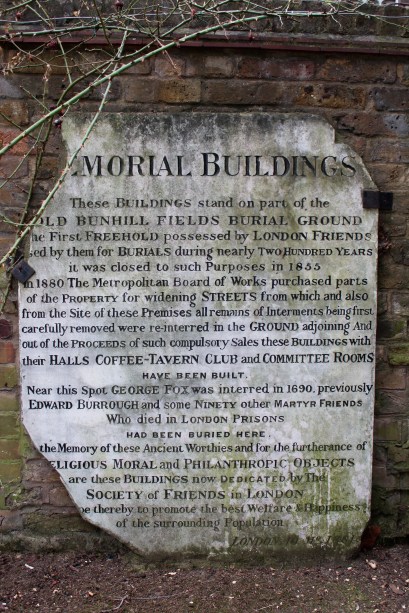 EMORIAL BUILDINGS
These BUILDINGS stand on part of the
OLD BUNHILL FIELDS BURIAL GROUND
he First FREEHOLD possessed by LONDON FRIENDS
sed by them for BURIALS during nearly TWO HUNDRED YEARS
it was closed to such Purposes in 1855
In 1880 The Metropolitan Board of Works purchased parts
of the PROPERTY for widening STREETS from which and also
from the Site of these Premises all remains of Interments being first
carefully removed were re-interred in the GROUND adjoining And
out of the PROCEEDS of such compulsory Sales these BUILDINGS with
their HALLS COFFEE-TAVERN CLUB and COMMITTEE ROOMS
HAVE BEEN BUILT.
Near this Spot GEORGE FOX was interred in 1690, previously
EDWARD BURROUGH and some NINETY other MARTYR FRIENDS
Who died in LONDON PRISONS
HAD BEEN BURIED HERE,
the Memory of these Ancient Worthies and for the furtherance of
ELIGIOUS MORAL and PHILANTHROPIC OBJECTS
are these BUILDINGS now DEDICATED by The
SOCIETY of FRIENDS in LONDON
thereby to promote the best Welfare & Happiness
of the surrounding Population.
LONDON